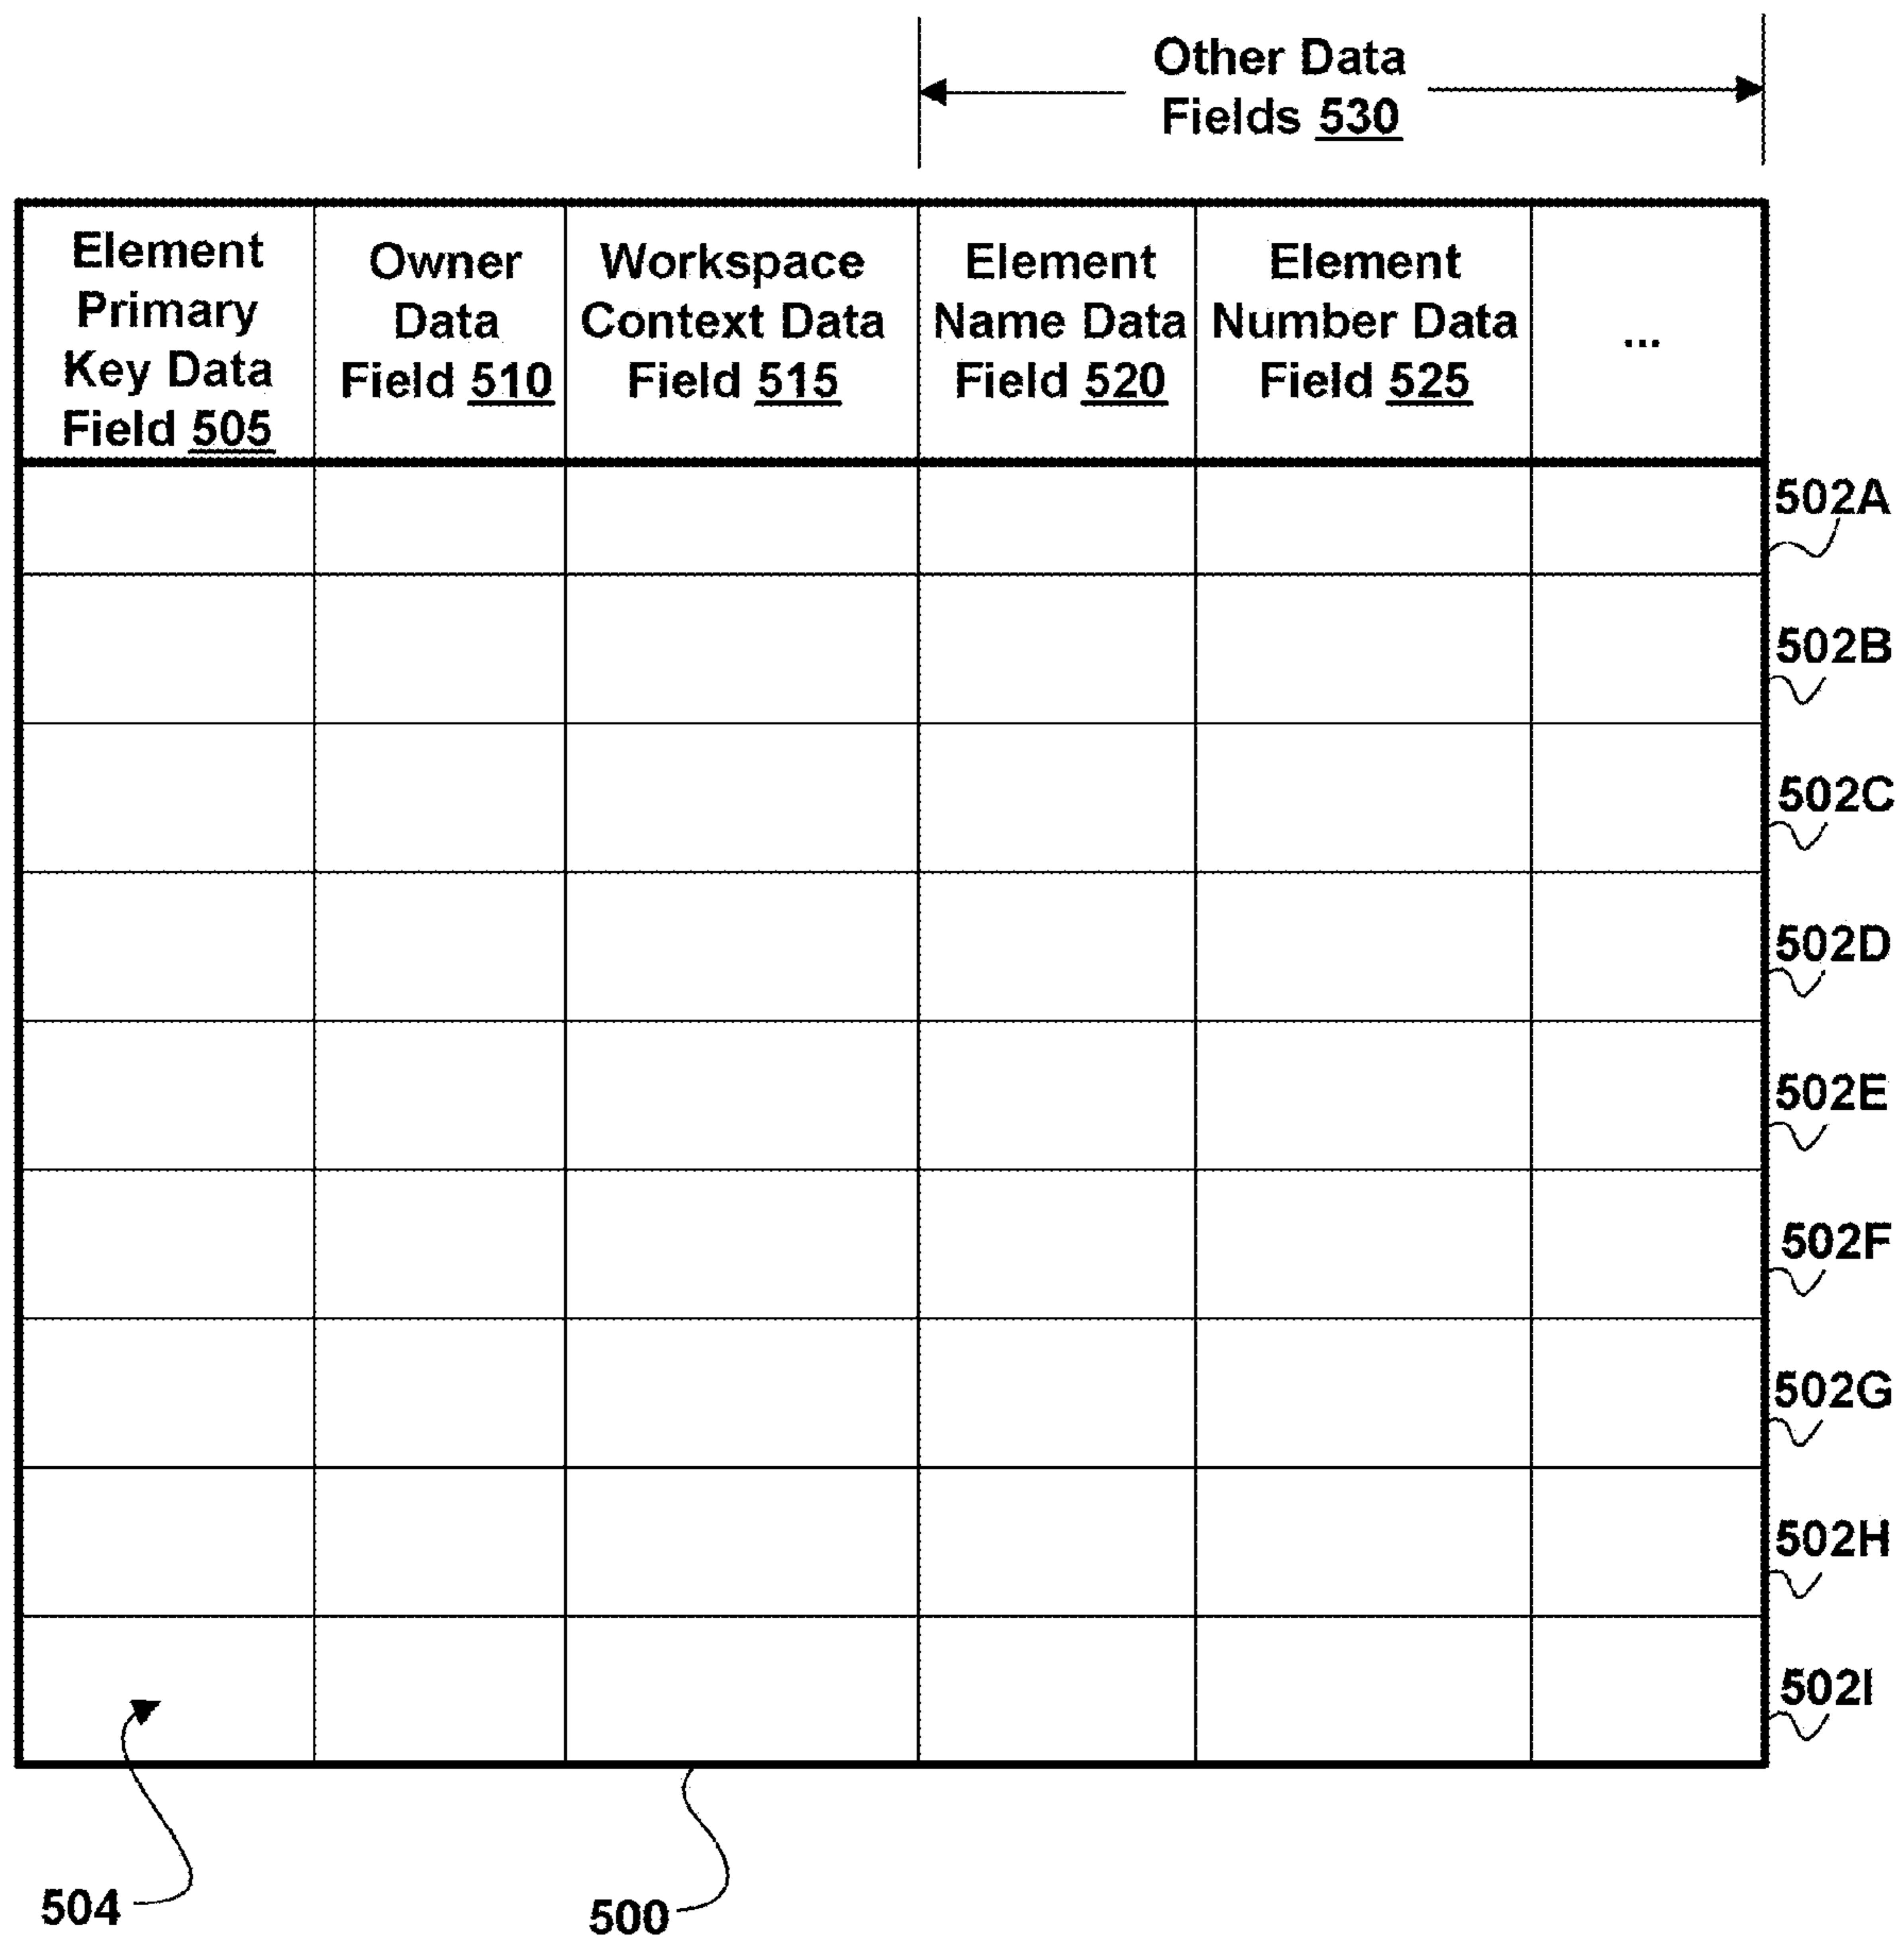 Other Data
Fields 530
Element
Primary
Key Data
Field 505
Owner
Data
Field 510
Workspace
Context Data
Field 515
Element
Name Data
Field 520
Element
Number Data
Field 525
...
502A
502B
502C
502D
502E
502F
502G
502H
502I
504
500